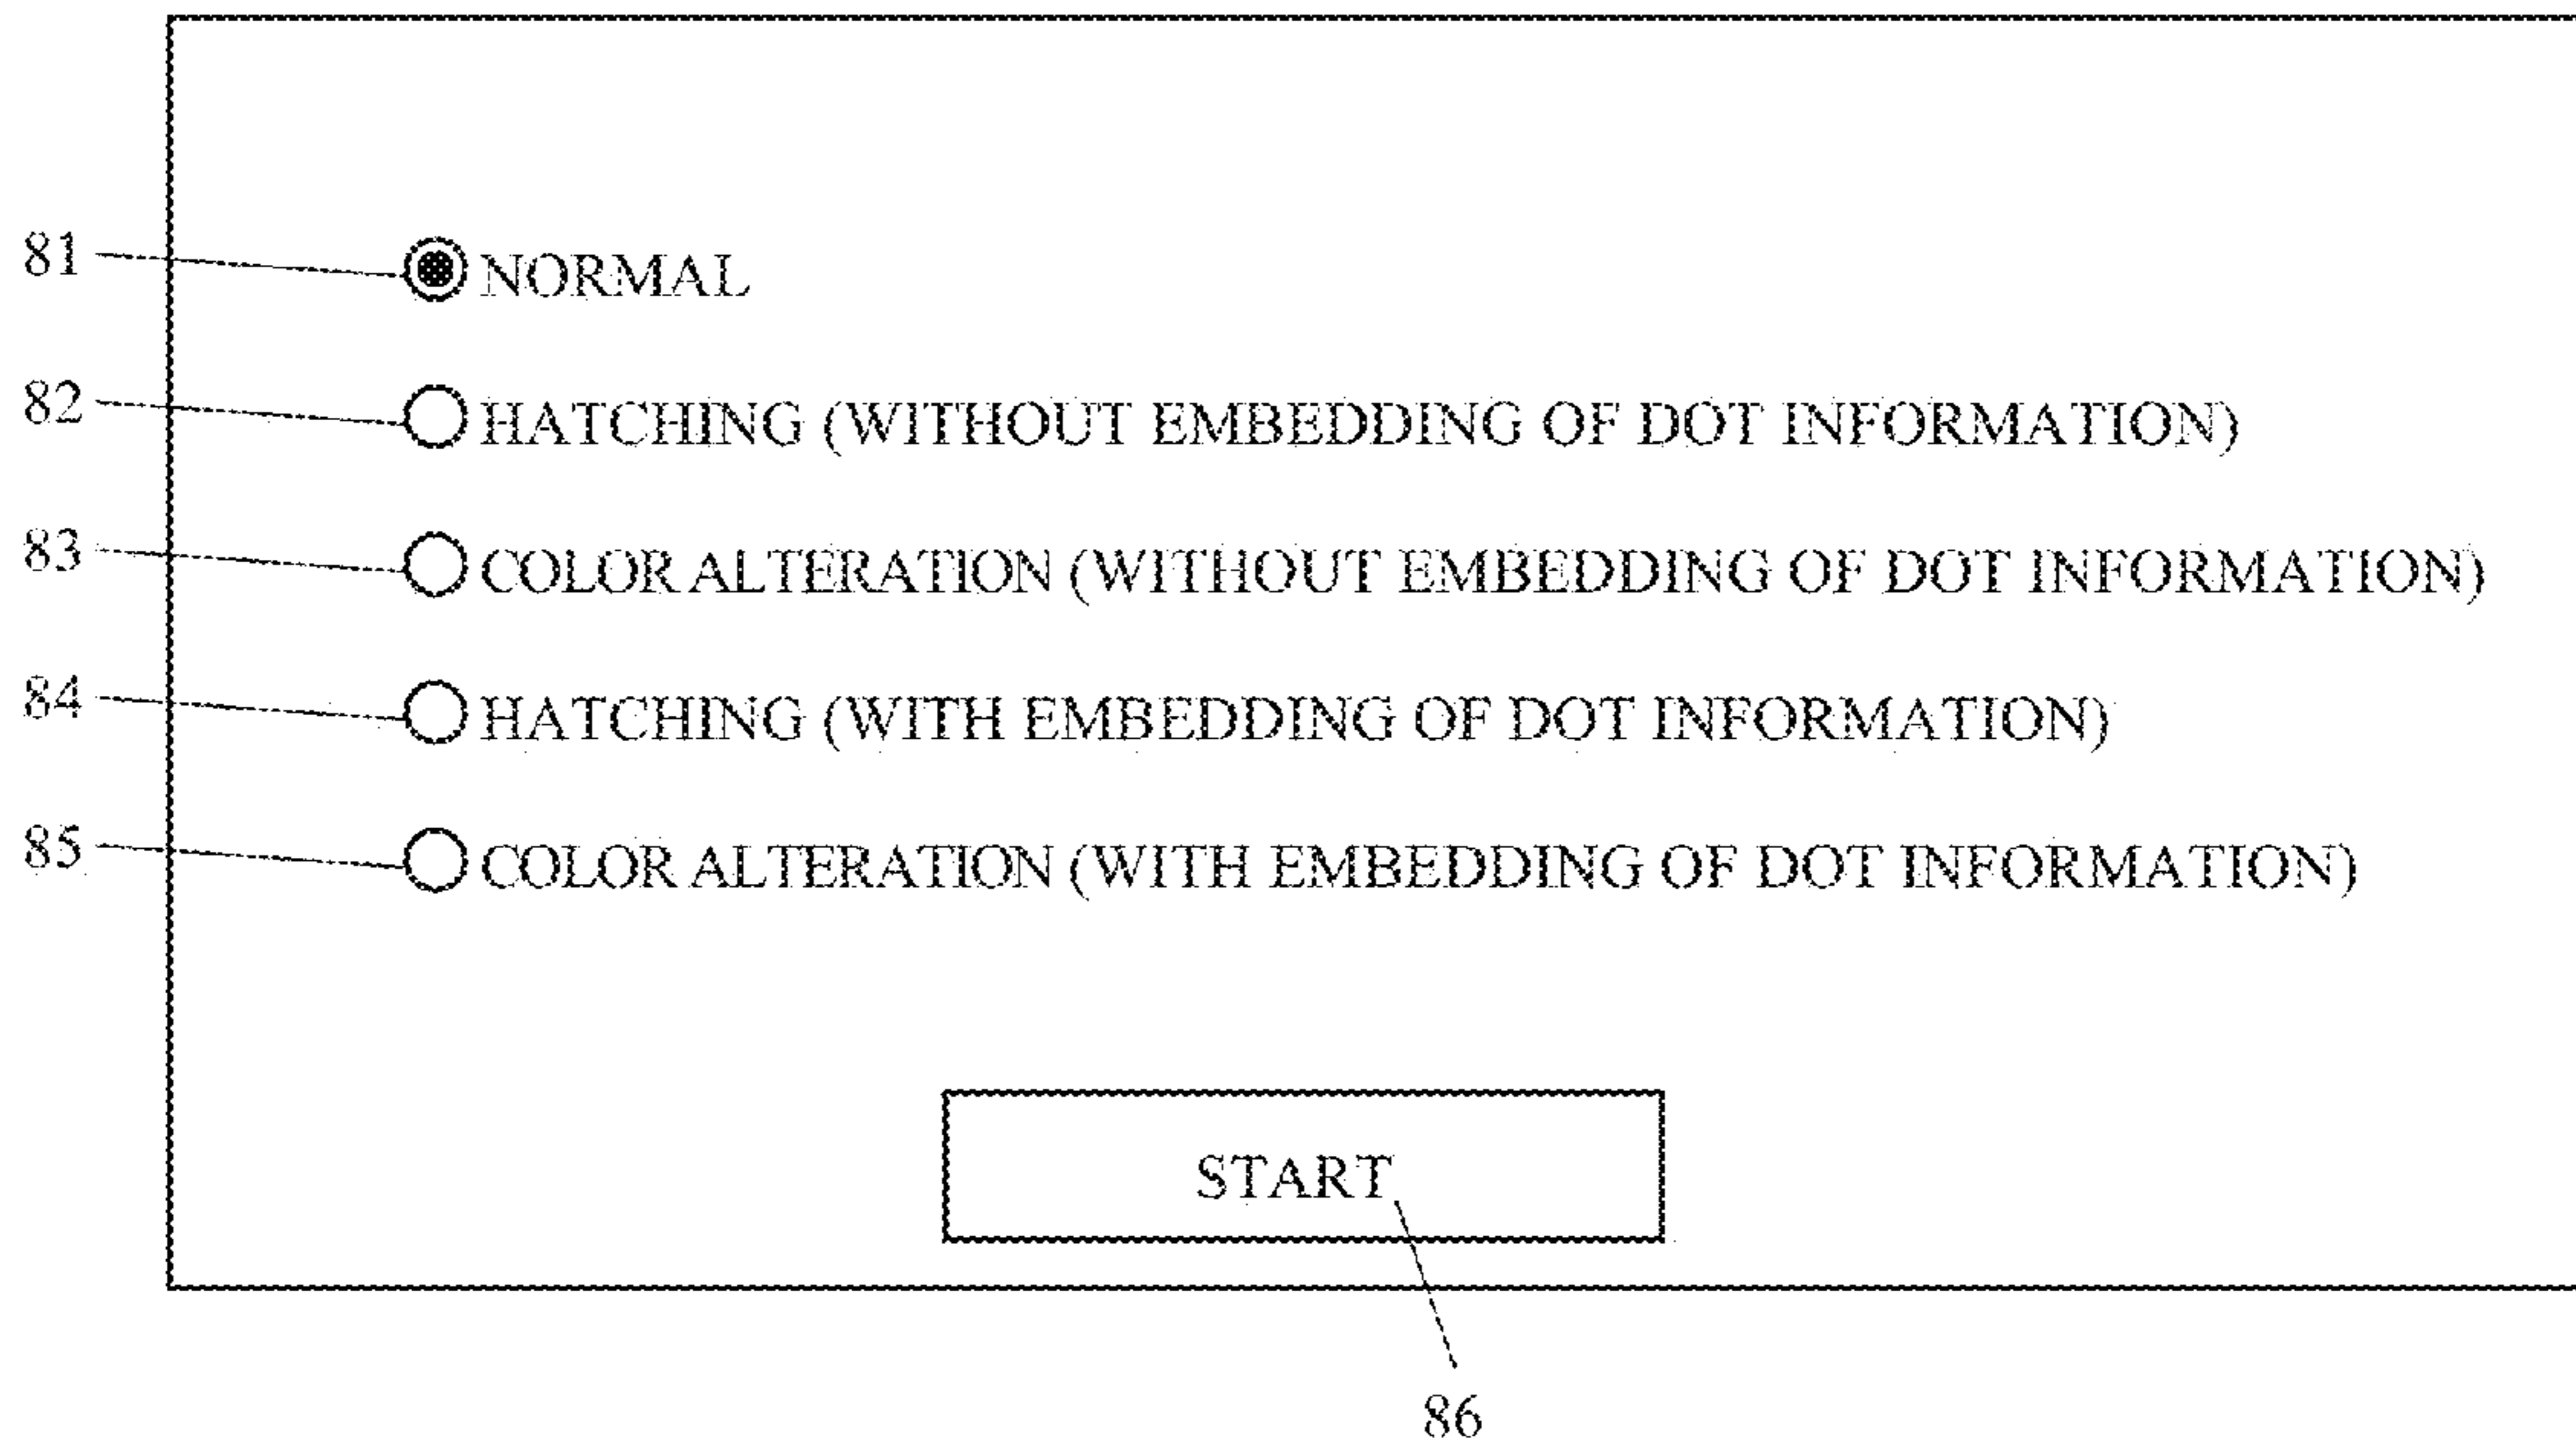 81 NORMAL
82 HATCHING (WITHOUT EMBEDDING OF DOT INFORMATION)
83 COLOR ALTERATION (WITHOUT EMBEDDING OF DOT INFORMATION)
84 HATCHING (WITH EMBEDDING OF DOT INFORMATION)
85 COLOR ALTERATION (WITH EMBEDDING OF DOT INFORMATION)
START
86